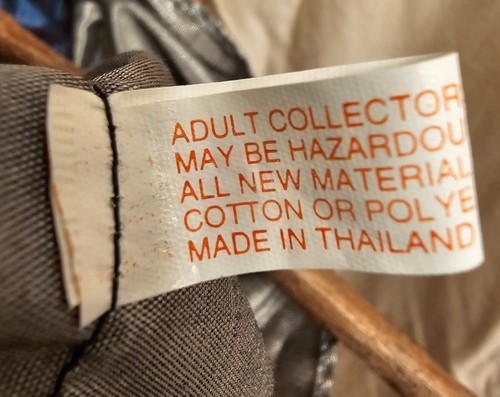 ADULT COLLECTOR
MAY BE HAZARDOU
ALL NEW MATERIAL
COTTON OR POLYE
MADE IN THAILAND